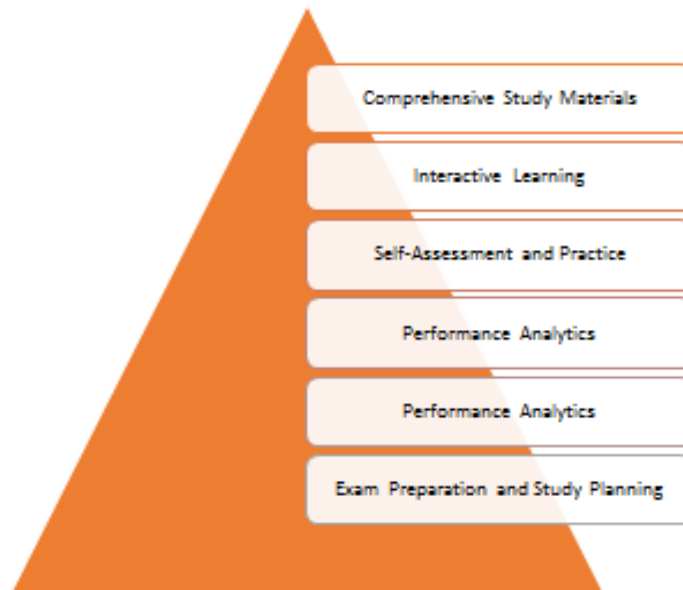 Comprehensive Study Materials
Interactive Learning
Self-Assessment and Practice
Performance Analytics
Performance Analytics
Exam Preparation and Study Planning